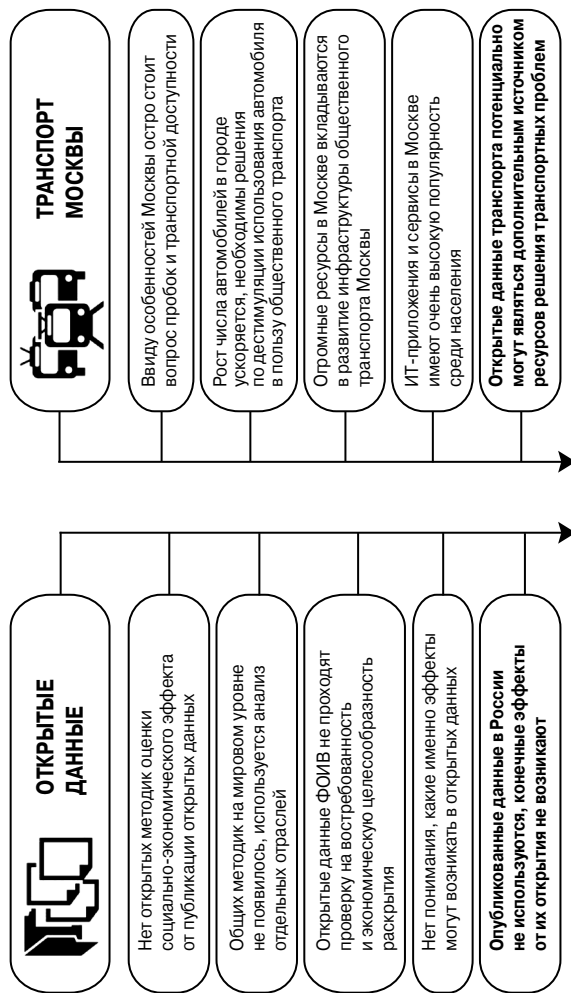 ОТКРЫТЫЕ
ДАННЫЕ
Нет открытых методик оценки
социально-экономического эффекта
от публикации открытых данных
Общих методик на мировом уровне
не появилось, используется анализ
отдельных отраслей
Открытые данные ФОИВ не проходят
проверку на востребованность
и экономическую целесообразность
раскрытия
Нет понимания, какие именно эффекты
могут возникать в открытых данных
Опубликованные данные в России
не используются, конечные эффекты
от их открытия не возникают
ТРАНСПОРТ
МОСКВЫ
Ввиду особенностей Москвы остро стоит
вопрос пробок и транспортной доступности
Рост числа автомобилей в городе
ускоряется, необходимы решения
по дестимуляции использования автомобиля
в пользу общественного транспорта
Огромные ресурсы в Москве вкладываются
в развитие инфраструктуры общественного
транспорта Москвы
ИТ-приложения и сервисы в Москве
имеют очень высокую популярность
среди населения
Открытые данные транспорта потенциально
могут являться дополнительным источником
ресурсов решения транспортных проблем